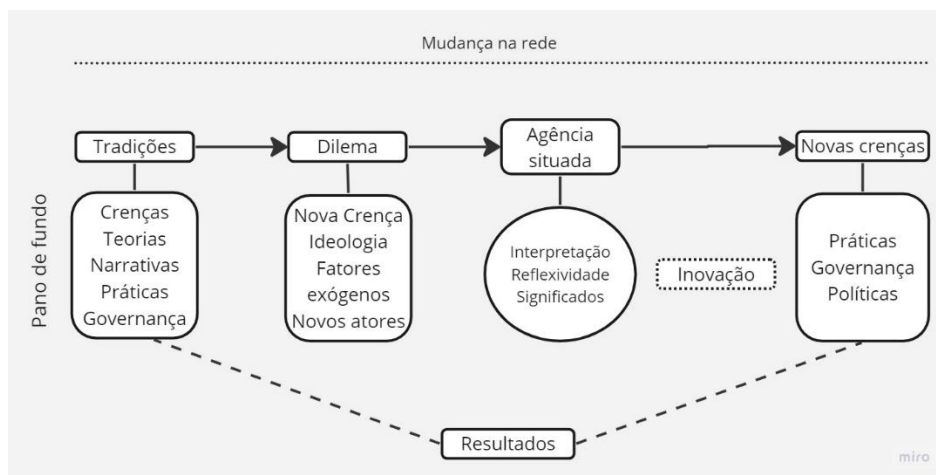 Mudança na rede
Pano de fundo
Tradições
Dilema
Agência
situada
Novas crenças
Crenças
Teorias
Narrativas
Práticas
Governança
Nova Crença
Ideologia
Fatores
exógenos
Novos atores
Interpretação
Reflexividade
Significados
Inovação
Práticas
Governança
Políticas
Resultados
miro